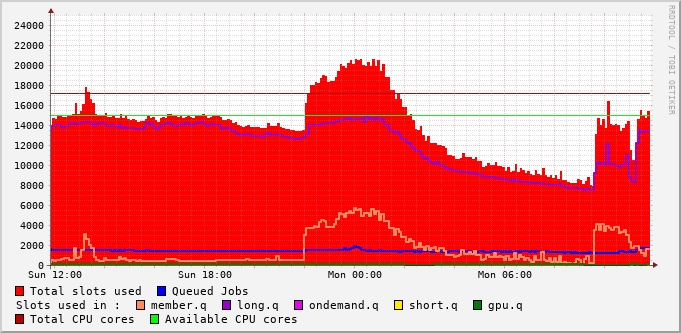 24000
22000
20000
18000
16000
14000
12000
10000
8000
6000
4000
2000
0
Sun 12:00 Sun 18:00 Mon 00:00 Mon 06:00
RRDTOOL / TOBI OETIKER
Total slots used Queued Jobs
Slots used in : member.q long.q ondemand.q short.q gpu.q
Total CPU cores Available CPU cores